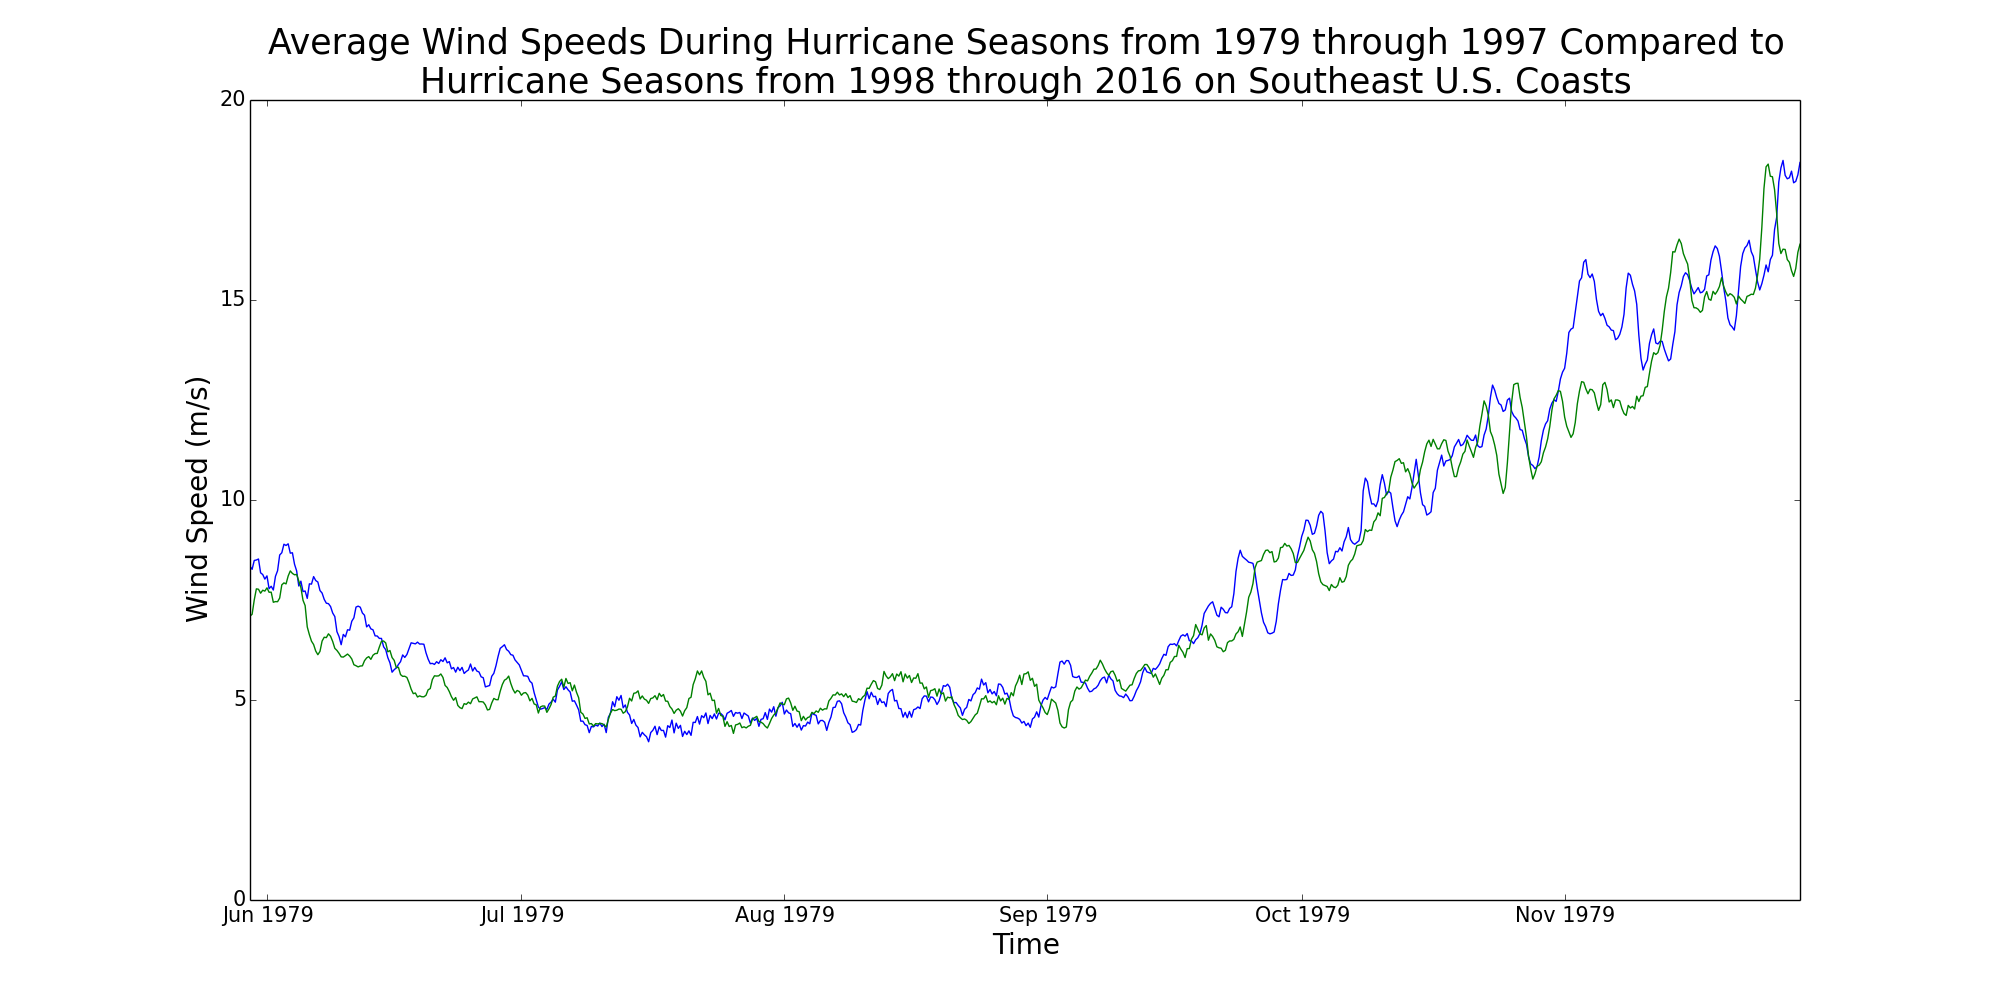 Average Wind Speeds During Hurricane Seasons from 1979 through 1997 Compared to
Hurricane Seasons from 1998 through 2016 on Southeast U.S. Coasts
20
15
10
5
0
Wind Speed (m/s)
Jun 1979
Jul 1979
Aug 1979
Sep 1979
Oct 1979
Nov 1979
Time